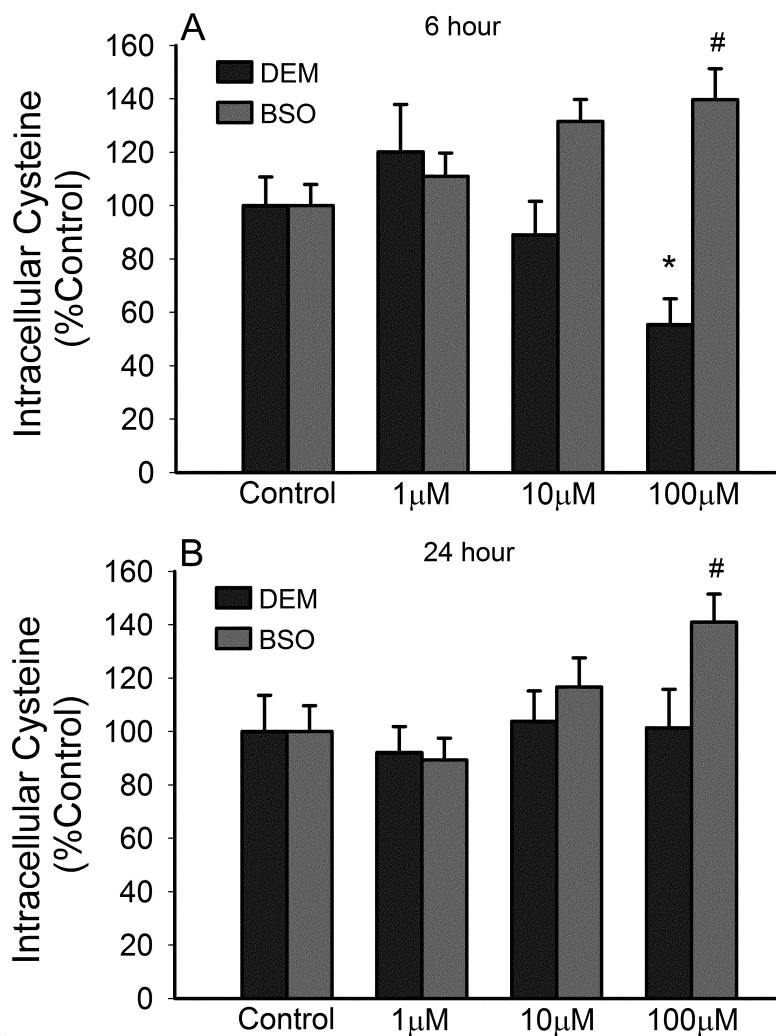 A
6 hour
160
140
120
100
80
60
40
20
0
Intracellular Cysteine
(%Control)
DEM
BSO
*
#
Control
1μM
10μM
100μM
B
24 hour
160
140
120
100
80
60
40
20
0
Intracellular Cysteine
(%Control)
DEM
BSO
#
Control
1μM
10μM
100μM